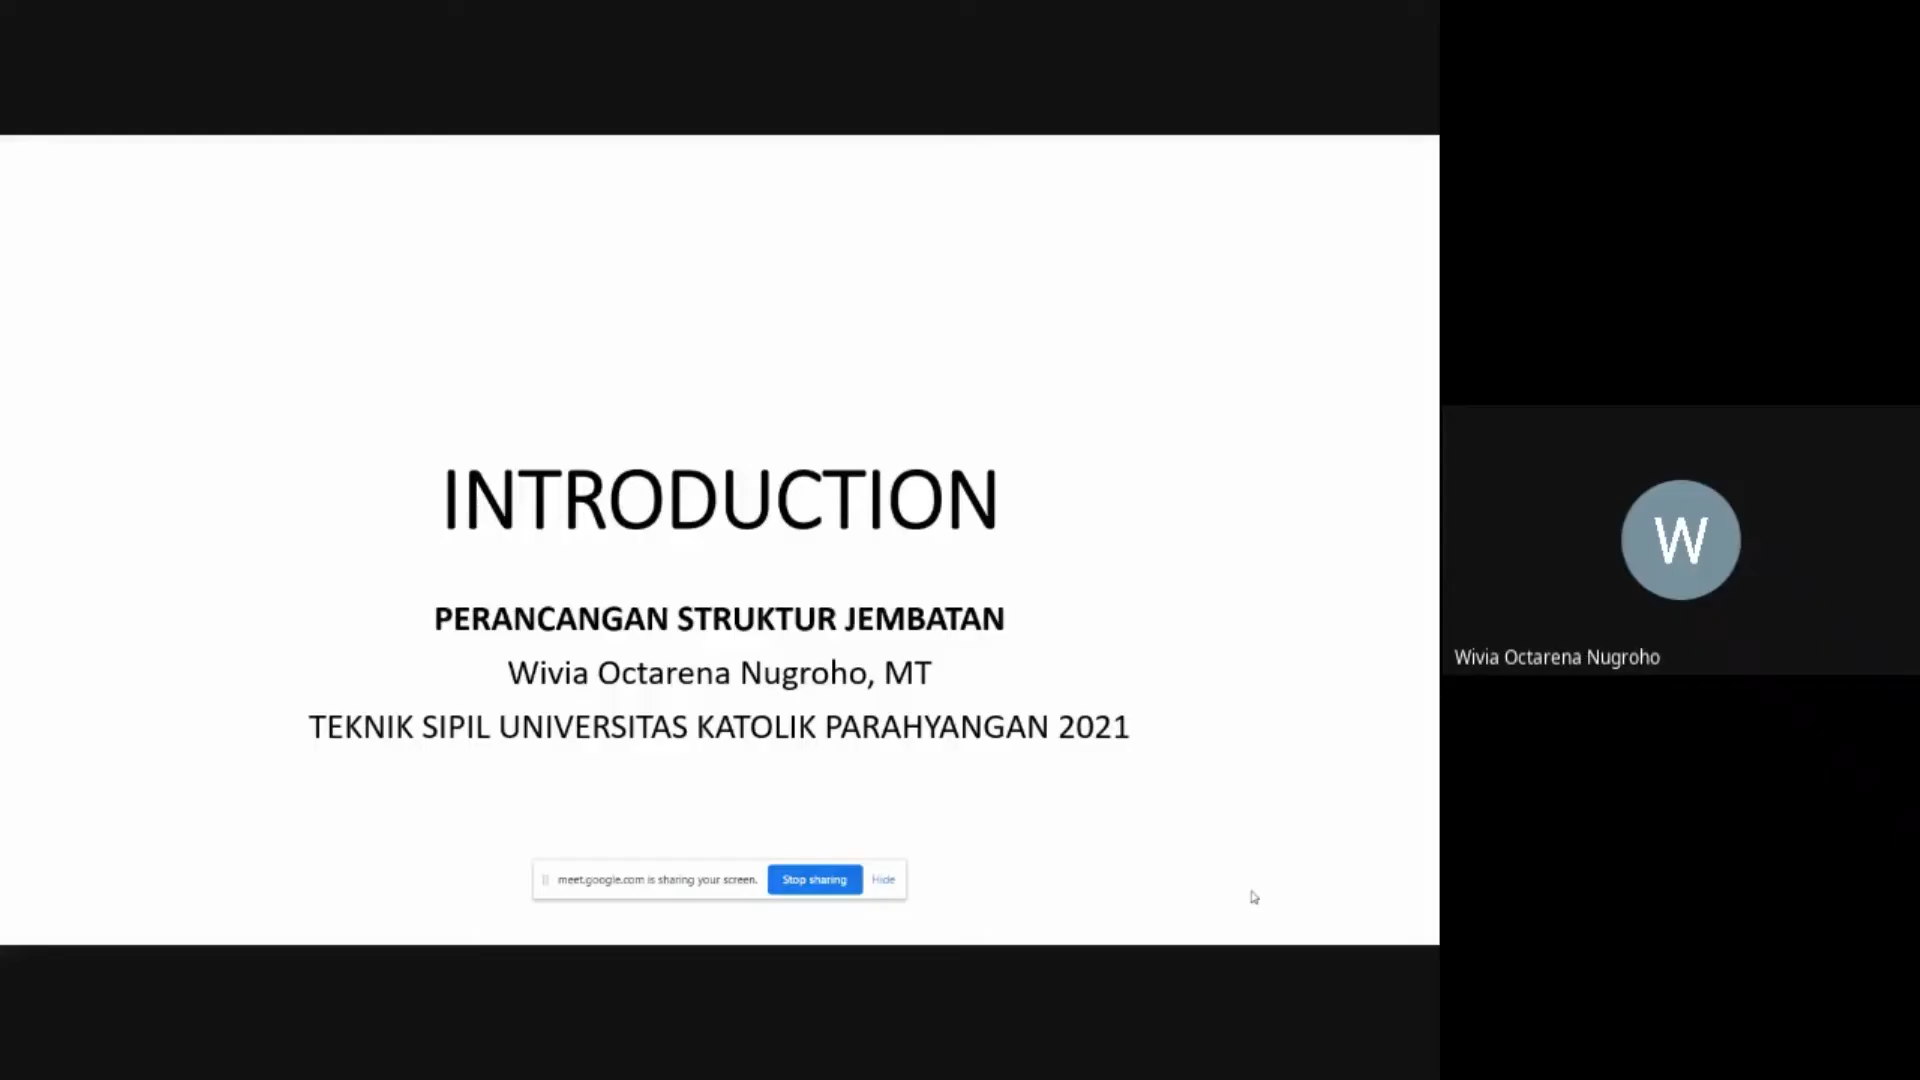 INTRODUCTION
PERANCANGAN STRUKTUR JEMBATAN
Wivia Octarena Nugroho, MT
TEKNIK SIPIL UNIVERSITAS KATOLIK PARAHYANGAN 2021
meet.google.com is sharing your screen. Stop sharing Hide
W
Wivia Octarena Nugroho